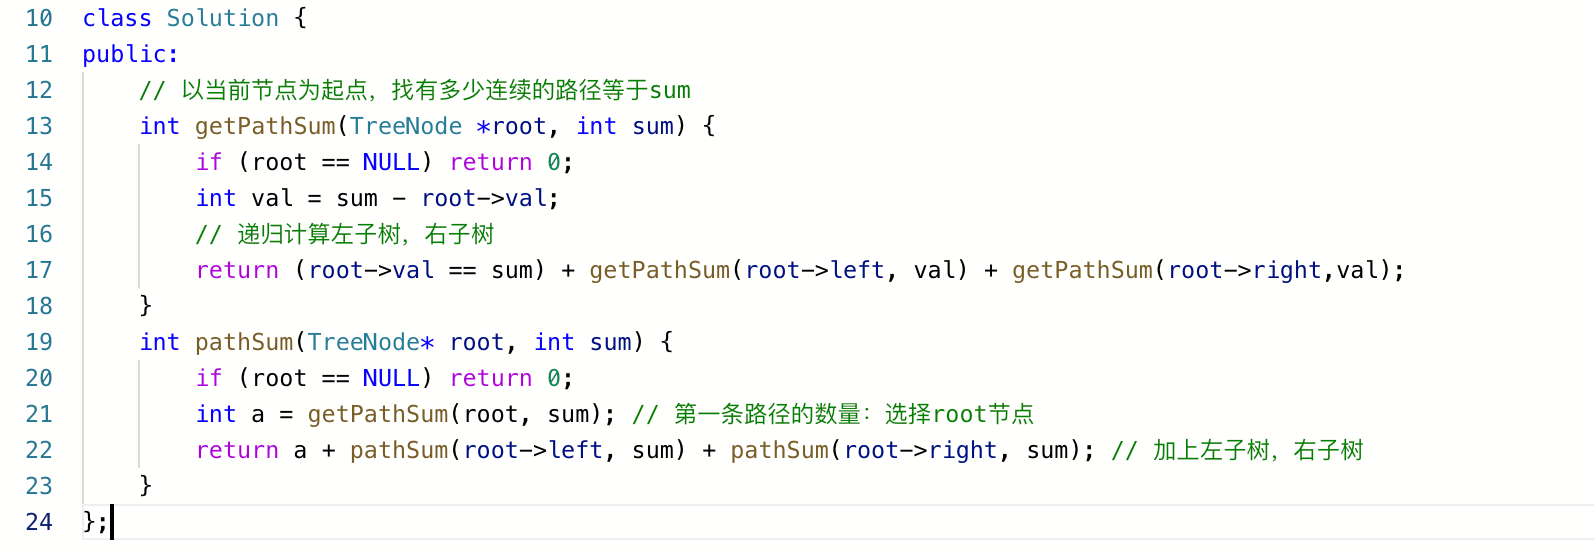 10 class Solution {
11 public:
12 // 以当前节点为起点，找有多少连续的路径等于sum
13 int getPathSum(TreeNode *root, int sum) {
14 if (root == NULL) return 0;
15 int val = sum - root->val;
16 // 递归计算左子树，右子树
17 return (root->val == sum) + getPathSum(root->left, val) + getPathSum(root->right,val);
18 }
19 int pathSum(TreeNode* root, int sum) {
20 if (root == NULL) return 0;
21 int a = getPathSum(root, sum); // 第一条路径的数量：选择root节点
22 return a + pathSum(root->left, sum) + pathSum(root->right, sum); // 加上左子树，右子树
23 }
24 };